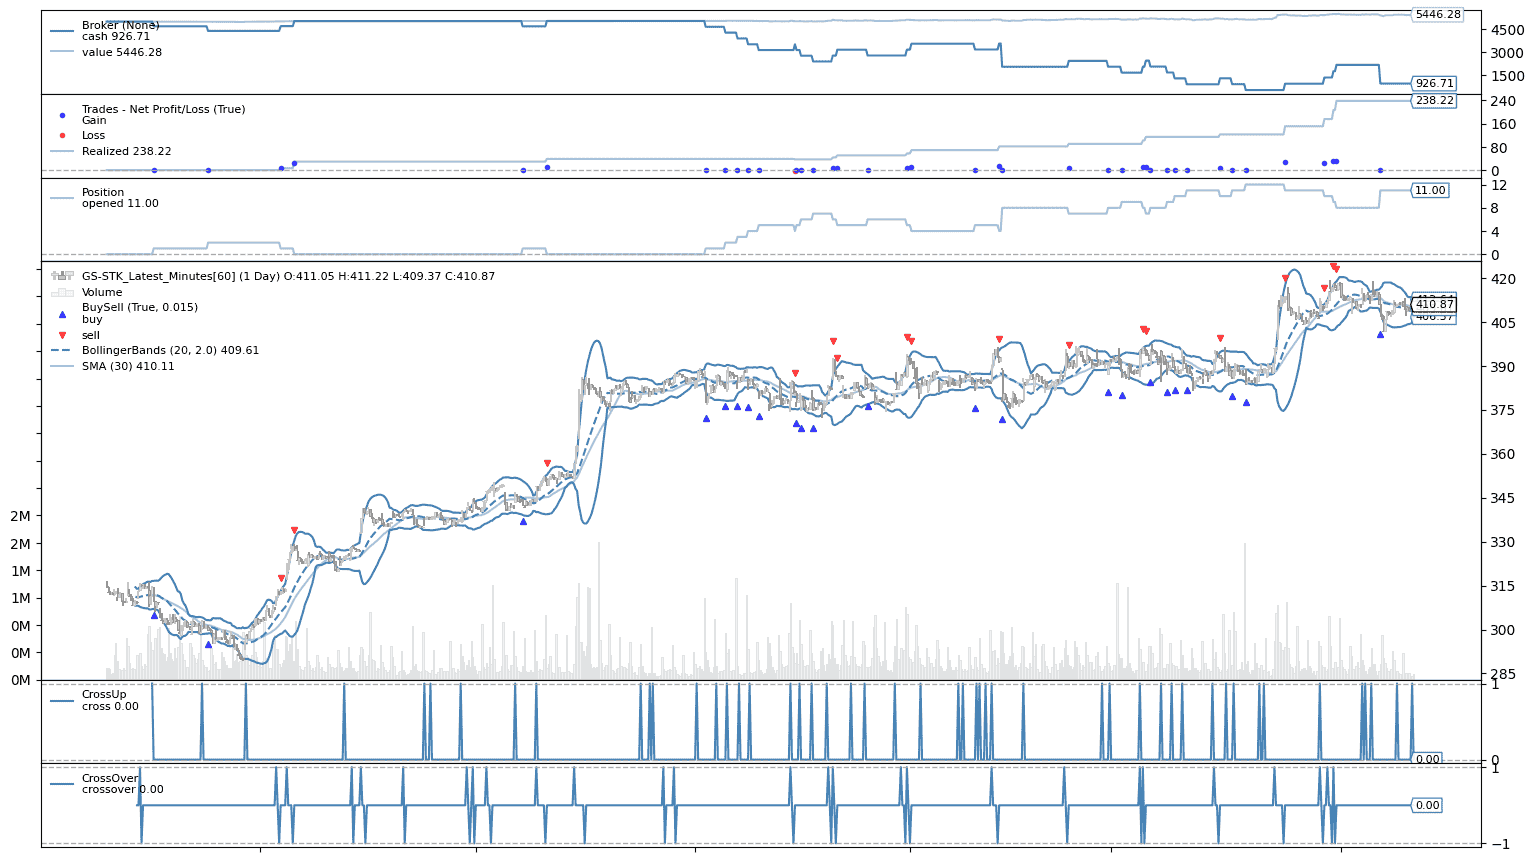 Broker (None)
cash 926.71
value 5446.28
5446.28
4500
3000
1500
926.71
Trades - Net Profit/Loss (True)
Gain
Loss
Realized 238.22
238.22
240
160
80
0
Position
opened 11.00
11.00
12
8
4
0
GS-STK_Latest_Minutes[60] (1 Day) O:411.05 H:411.22 L:409.37 C:410.87
Volume
BuySell (True, 0.015)
buy
sell
BollingerBands (20, 2.0) 409.61
SMA (30) 410.11
410.87
420
405
390
375
360
345
330
315
300
285
2M
2M
1M
1M
0M
0M
0M
CrossUp
cross 0.00
1
0
0.00
CrossOver
crossover 0.00
1
0.00
−1